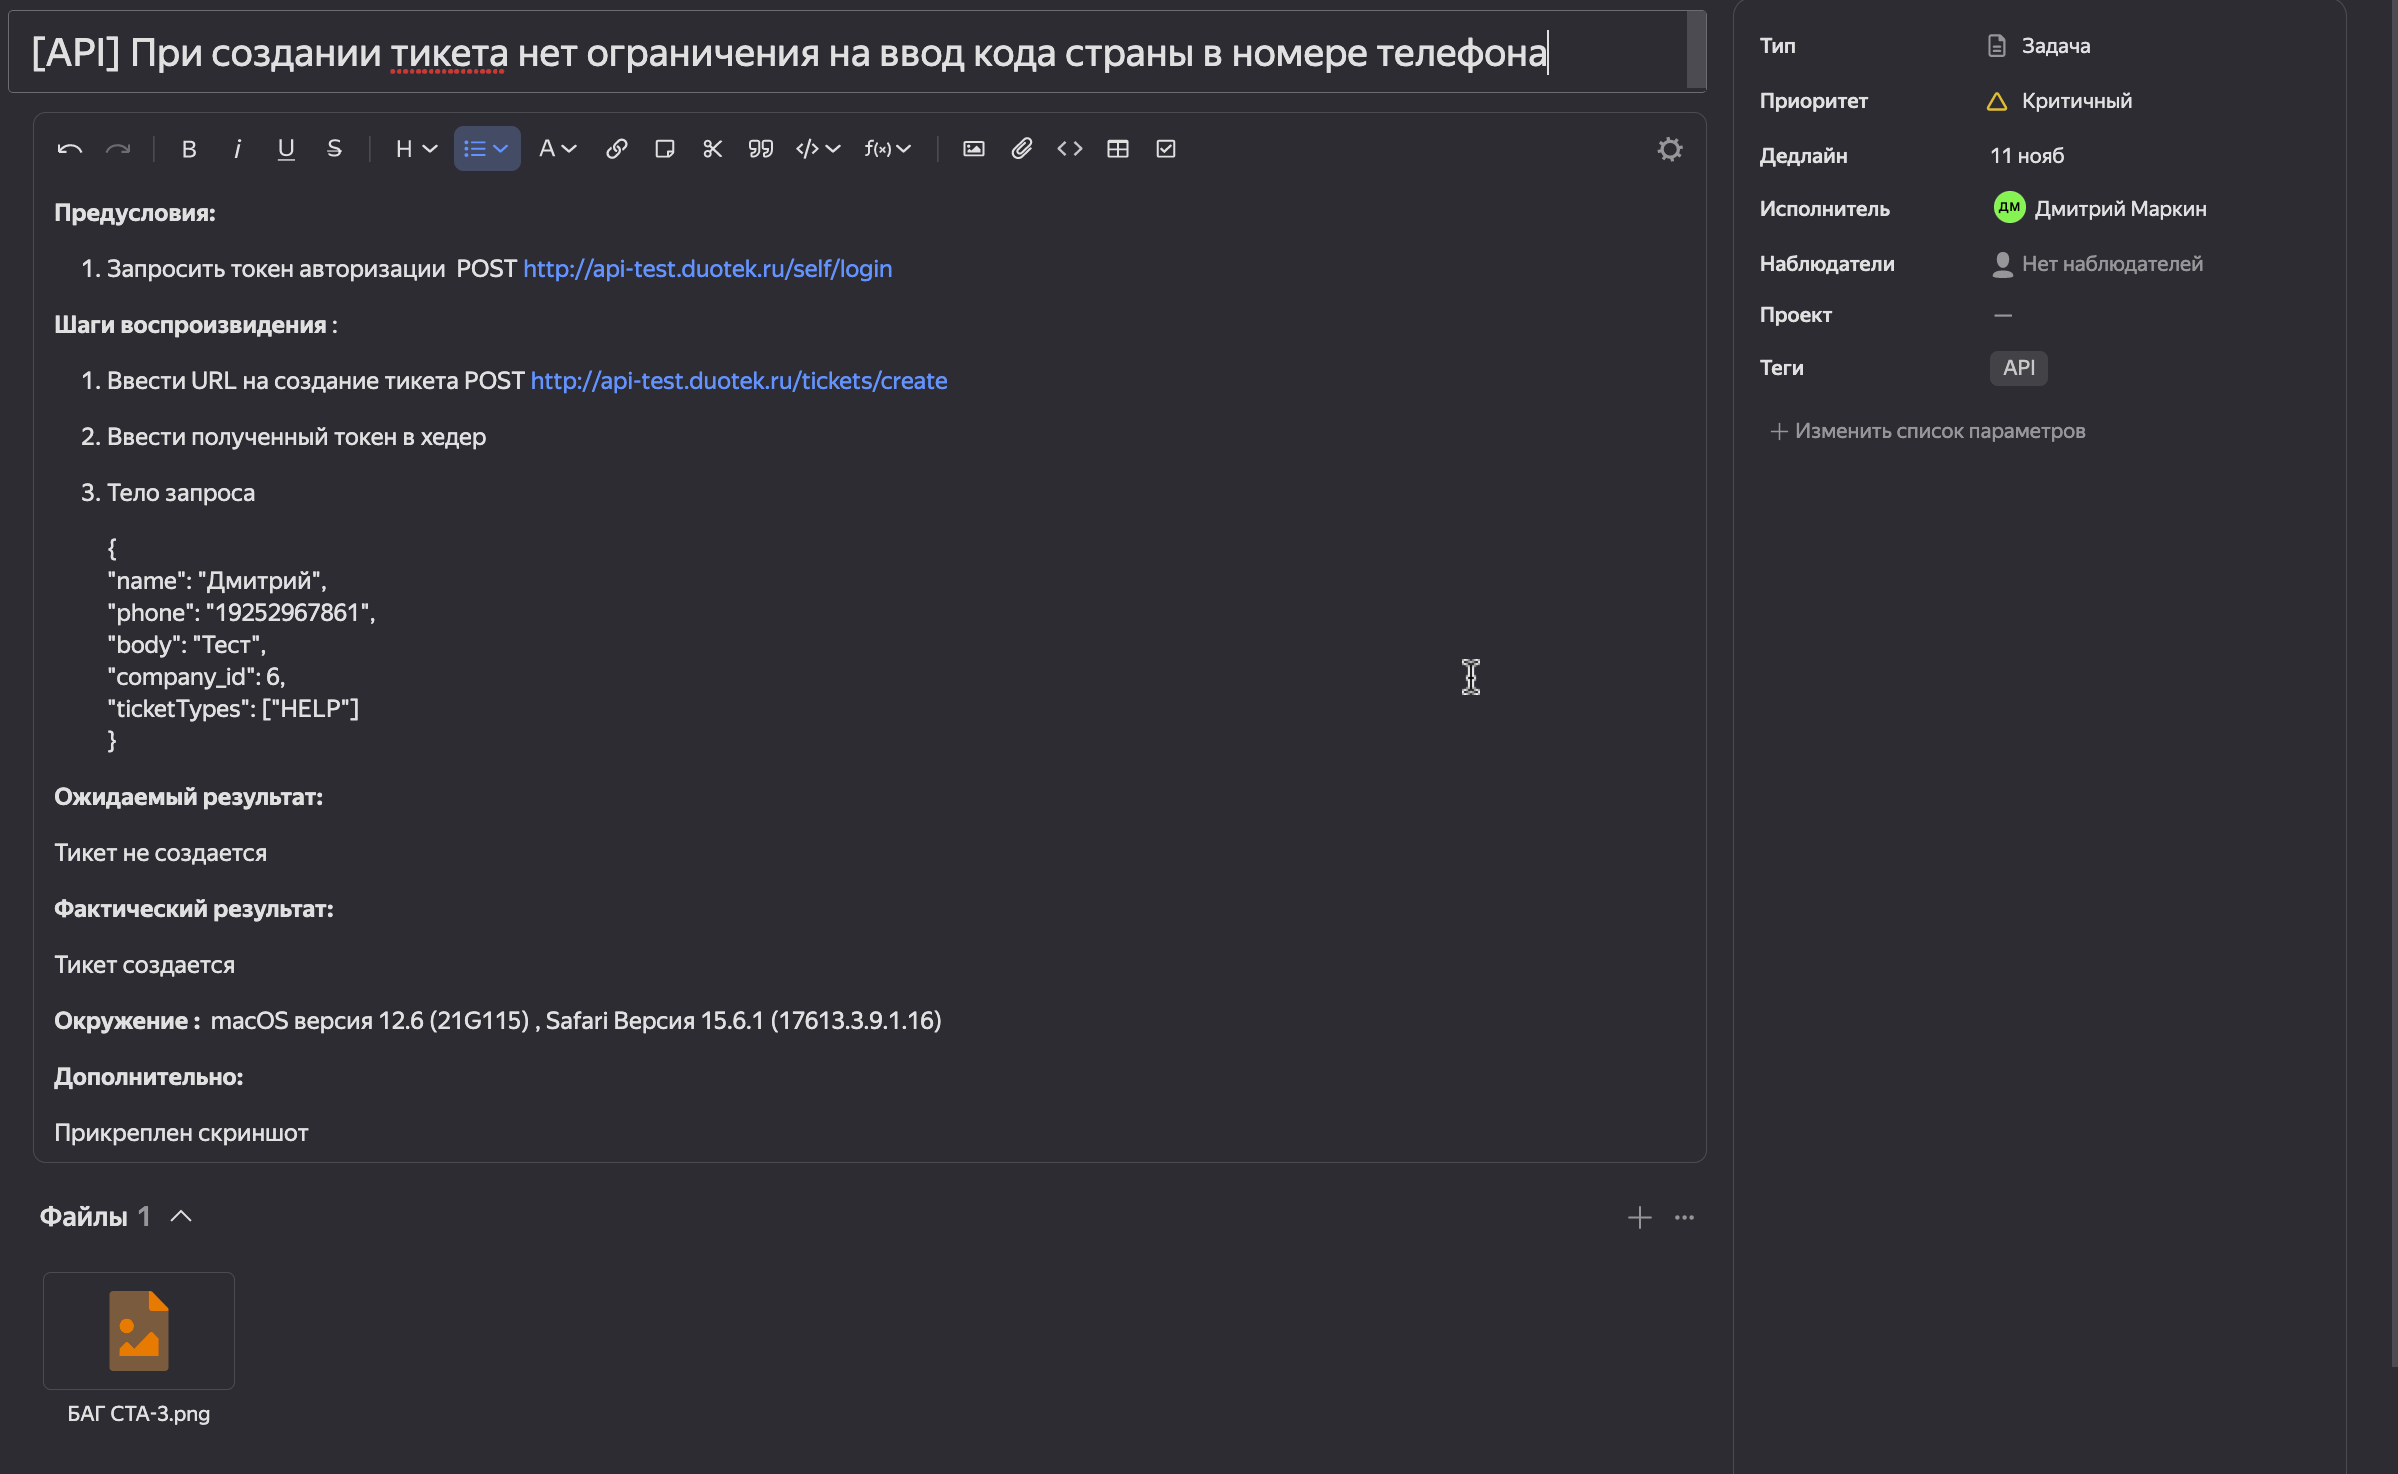 [API] При создании тикета нет ограничения на ввод кода страны в номере телефона
B i U S H A f(x)
Предусловия:
1. Запросить токен авторизации POST http://api-test.duotek.ru/self/login
Шаги воспроизвидения :
1. Ввести URL на создание тикета POST http://api-test.duotek.ru/tickets/create
2. Ввести полученный токен в хедер
3. Тело запроса
{
"name": "Дмитрий",
"phone": "19252967861",
"body": "Тест",
"company_id": 6,
"ticketTypes": ["HELP"]
}
Ожидаемый результат:
Тикет не создается
Фактический результат:
Тикет создается
Окружение : macOS версия 12.6 (21G115) , Safari Версия 15.6.1 (17613.3.9.1.16)
Дополнительно:
Прикреплен скриншот
Файлы 1
БАГ СТА-3.png
Тип Задача
Приоритет Критичный
Дедлайн 11 нояб
Исполнитель ДМ Дмитрий Маркин
Наблюдатели Нет наблюдателей
Проект —
Теги API
+ Изменить список параметров